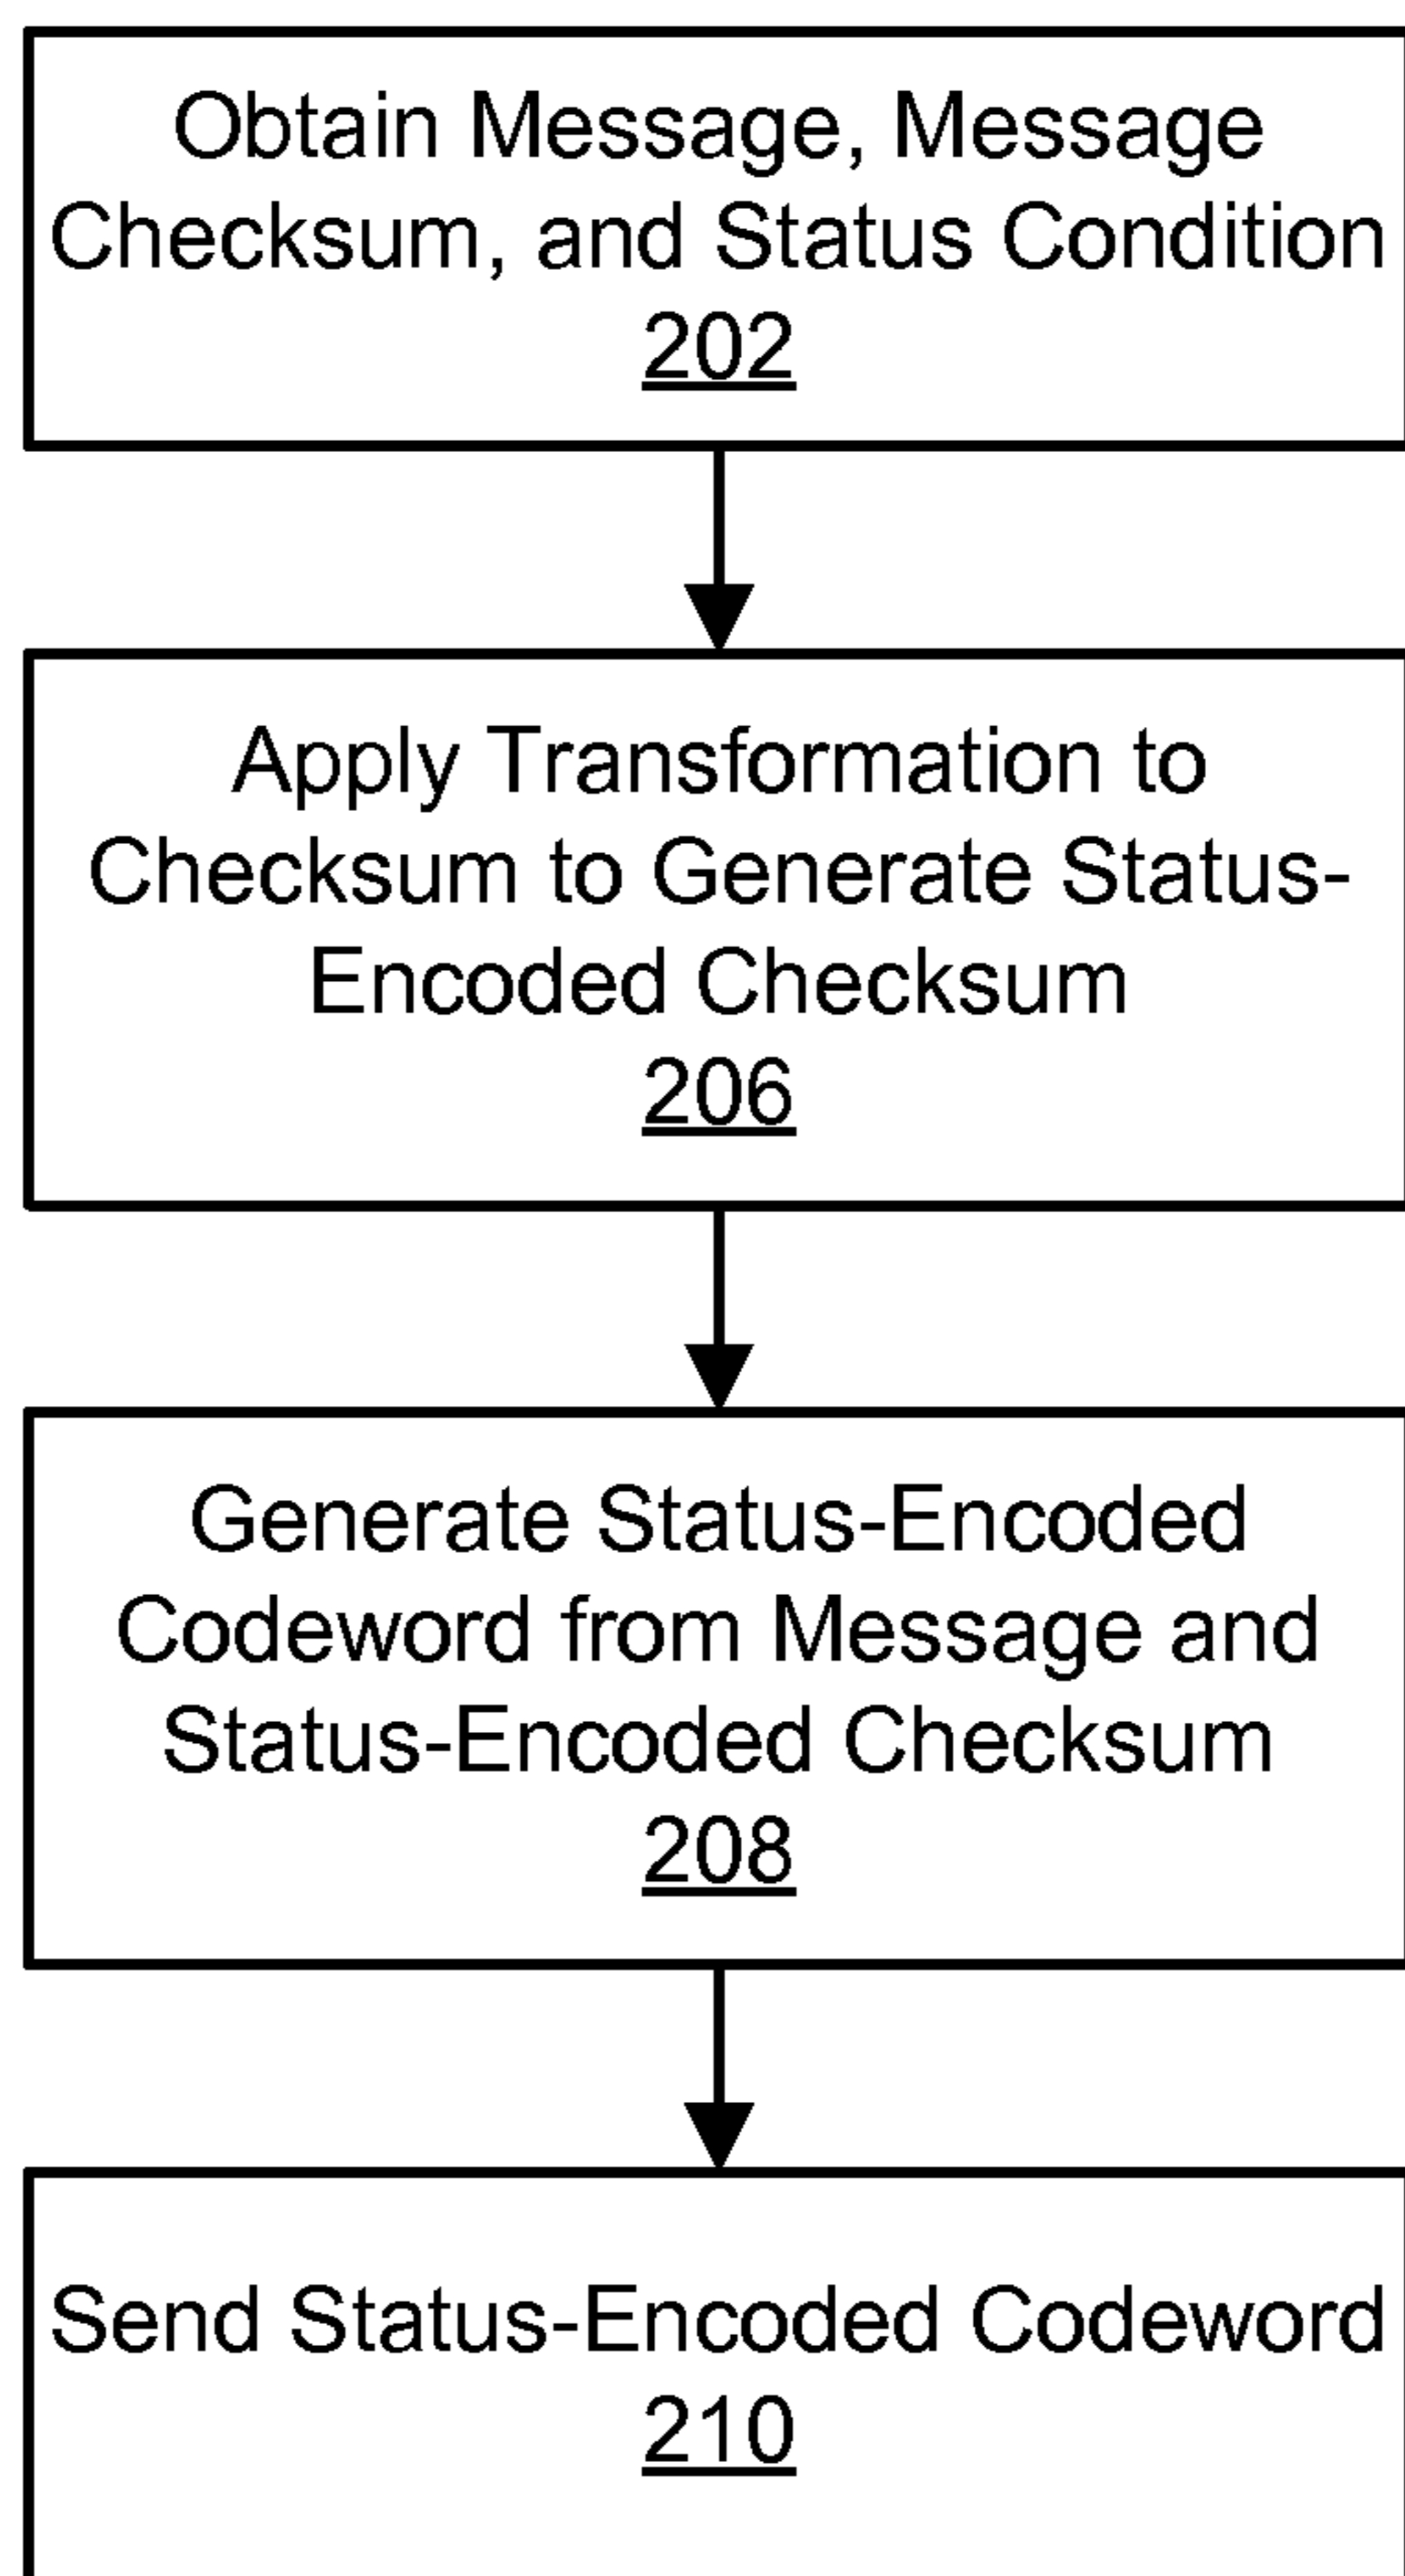 Obtain Message, Message
Checksum, and Status Condition
202
Apply Transformation to
Checksum to Generate Status-
Encoded Checksum
206
Generate Status-Encoded
Codeword from Message and
Status-Encoded Checksum
208
Send Status-Encoded Codeword
210